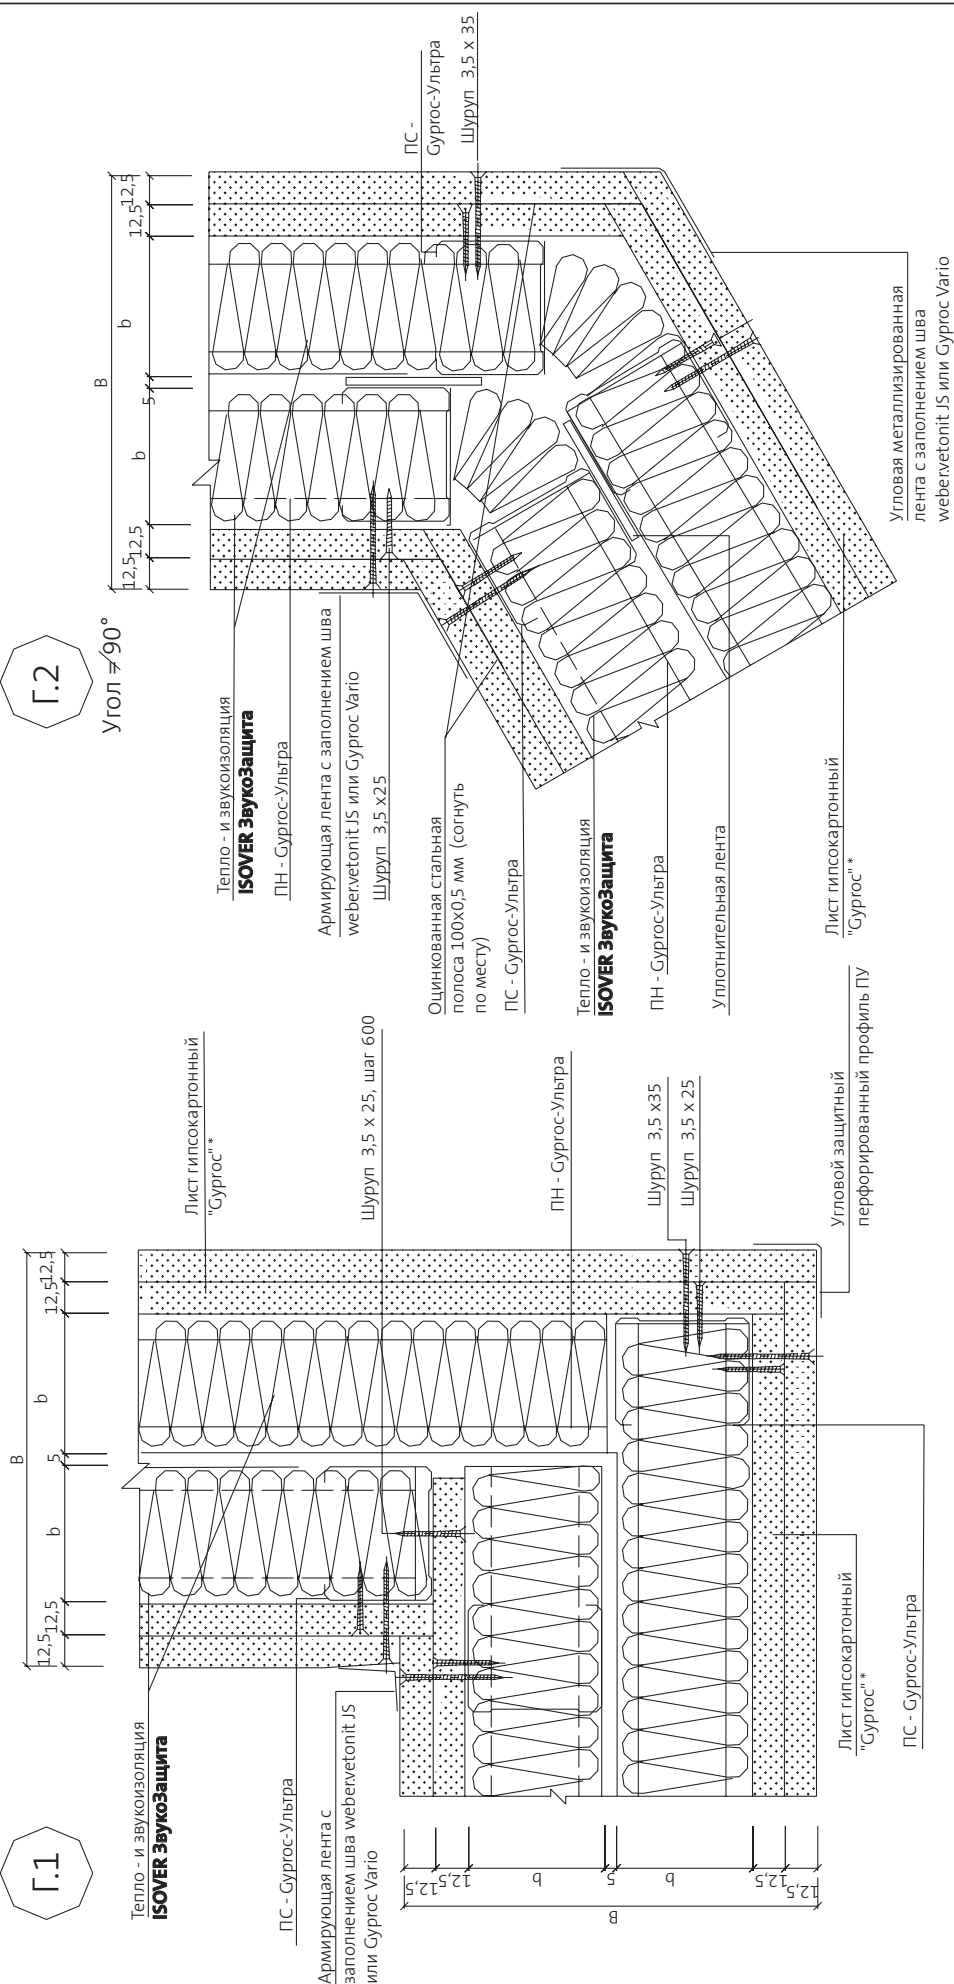 Г.1
Тепло - и звукоизоляция
ISOVER ЗвукоЗащита
ПС - Gyproc-Ультра
Армирующая лента с
заполнением шва weber.vetonit JS
или Gyproc Vario
B
12,5
12,5
b
5
b
12,5
12,5
12,5
12,5
b
5
b
12,5
12,5
B
Лист гипсокартонный
"Gyproc" *
Шуруп 3,5 x 25, шаг 600
ПН - Gyproc-Ультра
Шуруп 3,5 x35
Шуруп 3,5 x 25
Угловой защитный
перфорированный профиль ПУ
Лист гипсокартонный
"Gyproc"*
ПС - Gyproc-Ультра
Г.2
Угол ≠ 90°
Тепло - и звукоизоляция
ISOVER ЗвукоЗащита
ПН - Gyproc-Ультра
Армирующая лента с заполнением шва
weber.vetonit JS или Gyproc Vario
Шуруп 3,5 x25
Оцинкованная стальная
полоса 100x0,5 мм (согнуть
по месту)
ПС - Gyproc-Ультра
Тепло - и звукоизоляция
ISOVER ЗвукоЗащита
ПН - Gyproc-Ультра
Уплотнительная лента
Лист гипсокартонный
"Gyproc" *
B
12,5
12,5
b
5
b
12,5
12,5
ПС -
Gyproc-Ультра
Шуруп 3,5 x 35
Угловая металлизированная
лента с заполнением шва
weber.vetonit JS или Gyproc Vario